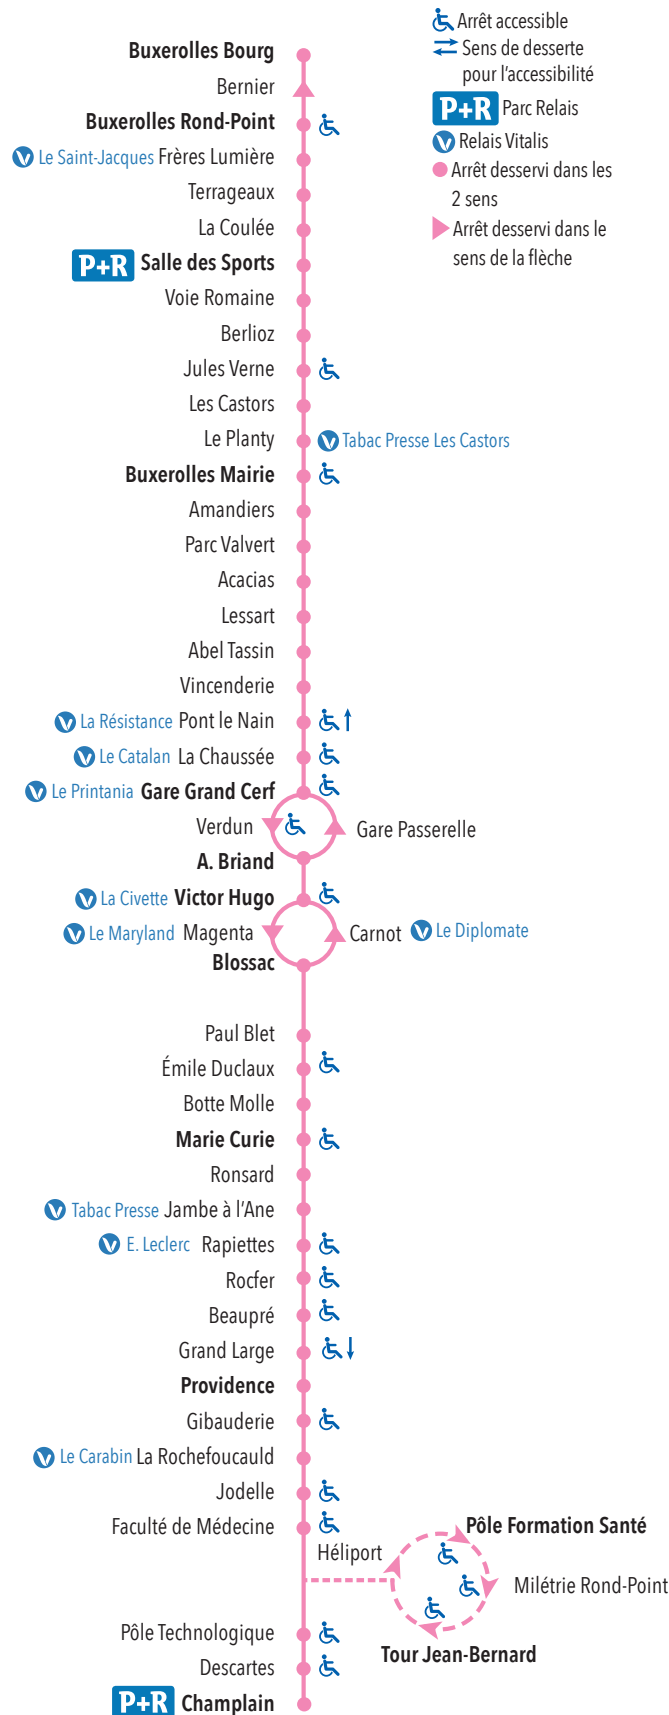 Arrêt accessible
Sens de desserte
pour l'accessibilité
P+R Parc Relais
Relais Vitalis
Arrêt desservi dans les
2 sens
Arrêt desservi dans le
sens de la flèche
Buxerolles Bourg
Bernier
Buxerolles Rond-Point
Le Saint-Jacques Frères Lumière
Terrageaux
La Coulée
P+R Salle des Sports
Voie Romaine
Berlioz
Jules Verne
Les Castors
Le Planty Tabac Presse Les Castors
Buxerolles Mairie
Amandiers
Parc Valvert
Acacias
Lessart
Abel Tassin
Vincenderie
La Résistance Pont le Nain
Le Catalan La Chaussée
Le Printania Gare Grand Cerf
Verdun Gare Passerelle
A. Briand
La Civette Victor Hugo
Le Maryland Magenta Carnot Le Diplomate
Blossac
Paul Blet
Émile Duclaux
Botte Molle
Marie Curie
Ronsard
Tabac Presse Jambe à l'Ane
E. Leclerc Rapiettes
Rocfer
Beaupré
Grand Large
Providence
Gibauderie
Le Carabin La Rochefoucauld
Jodelle
Faculté de Médecine Pôle Formation Santé
Héliport
Milétrie Rond-Point
Pôle Technologique
Tour Jean-Bernard
Descartes
P+R Champlain